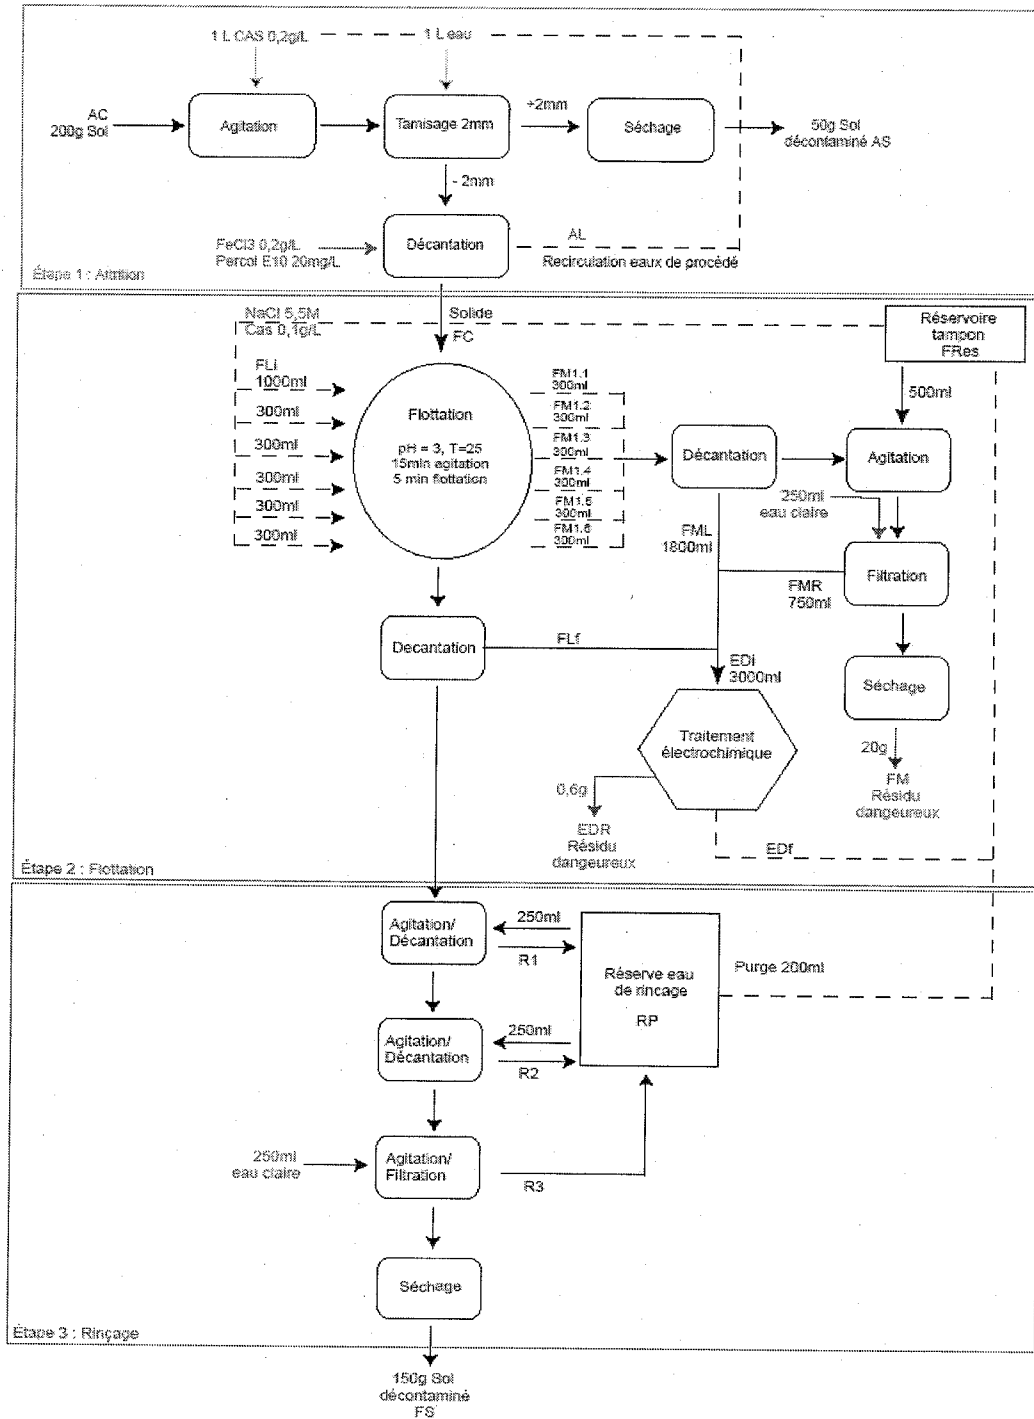 1 L CAS 0,2g/L
1 L eau
AC
200g Sol
Agitation
Tamisage 2mm
+2mm
Séchage
50g Sol
décontaminé AS
- 2mm
FeCl3 0,2g/L
Percol E10 20mg/L
Décantation
AL
Recirculation eaux de procédé
Étape 1 : Attrition
NaCl 5,5M
Cas 0,1g/L
Solide
FC
Réservoire
tampon
FRes
FLi
1000ml
300ml
300ml
300ml
300ml
300ml
Flottation
pH = 3, T=25
15min agitation
5 min flottation
FM1.1
300ml
FM1.2
300ml
FM1.3
300ml
FM1.4
300ml
FM1.5
300ml
FM1.6
300ml
500ml
Décantation
Agitation
250ml
eau claire
FML
1800ml
FMR
750ml
Filtration
Decantation
FLf
EDi
3000ml
Séchage
Traitement
électrochimique
20g
FM
Résidu
dangeureux
0,6g
EDR
Résidu
dangeureux
EDf
Étape 2 : Flottation
Agitation/
Décantation
250ml
R1
Réserve eau
de rincage
RP
Purge 200ml
Agitation/
Décantation
250ml
R2
250ml
eau claire
Agitation/
Filtration
R3
Séchage
Étape 3 : Rinçage
150g Sol
décontaminé
FS